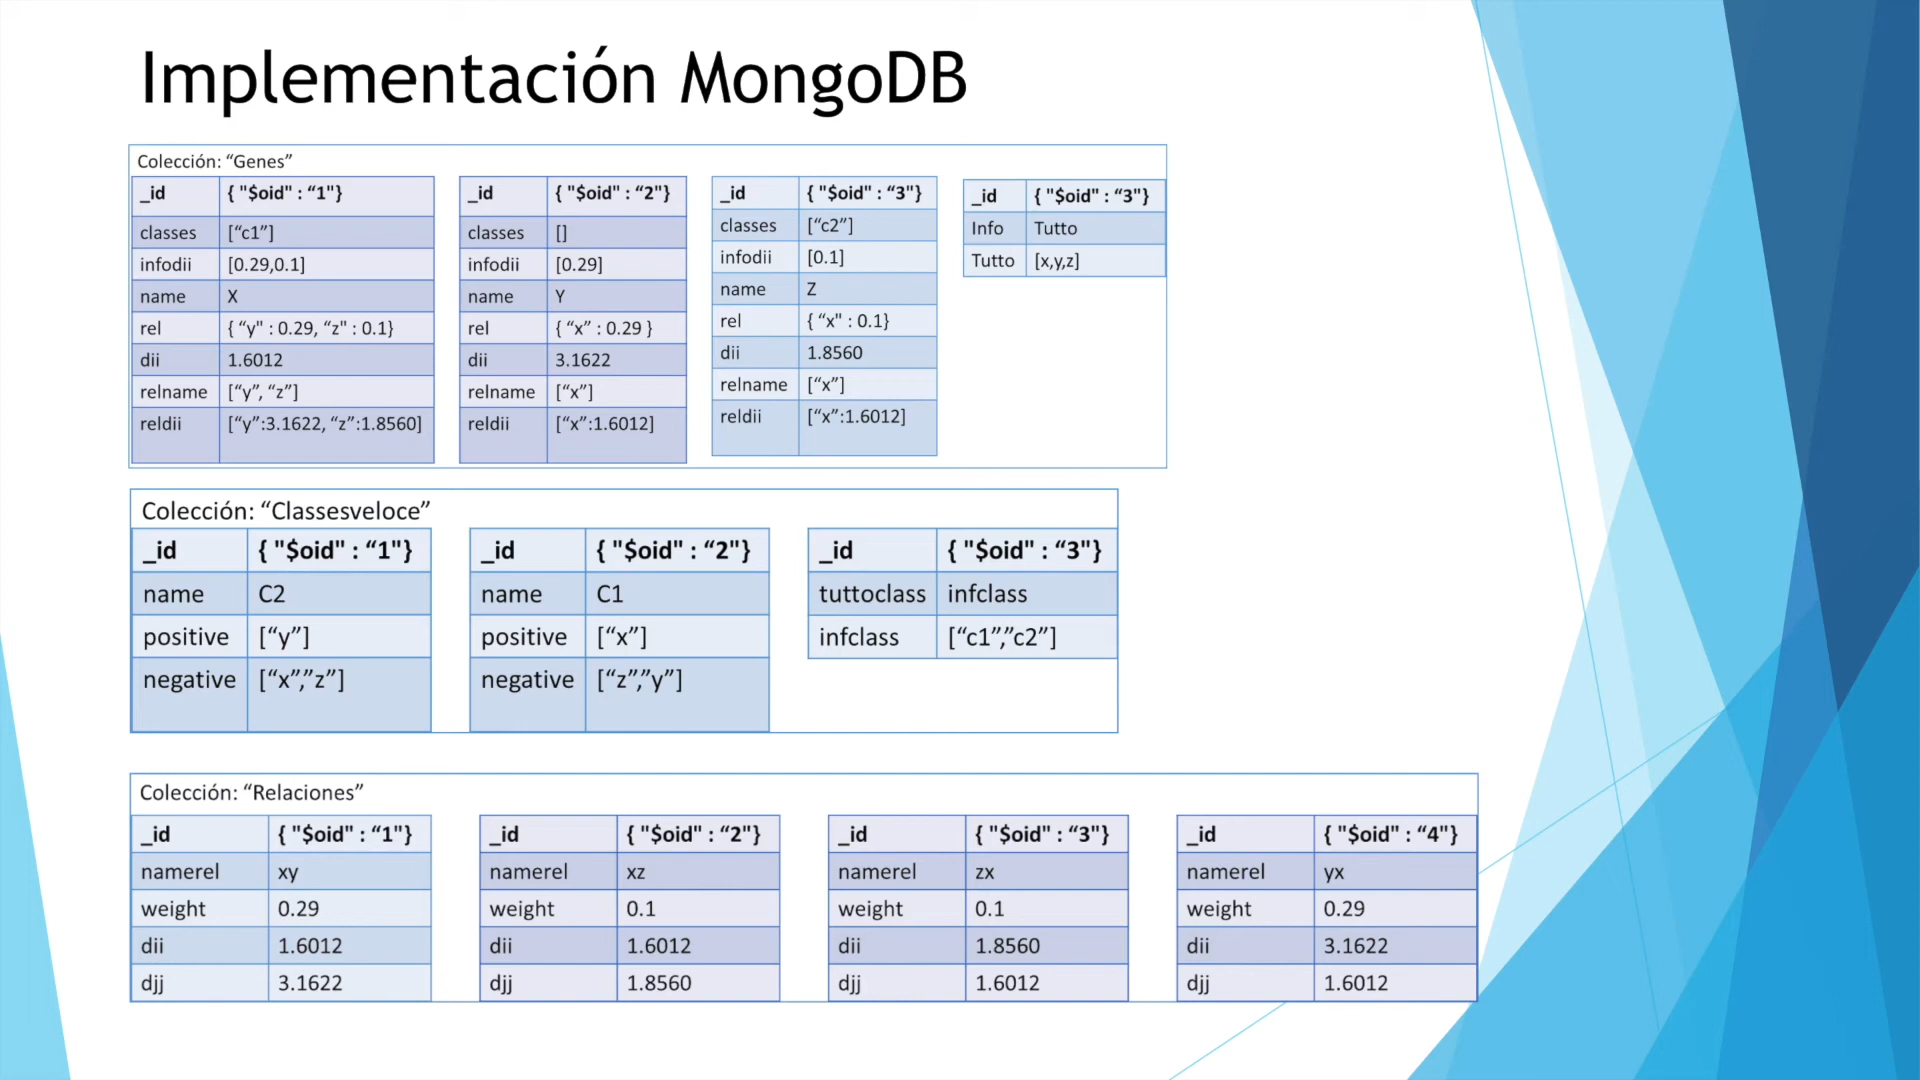 Implementación MongoDB
Colección: “Genes”
_id { "$oid" : “1"}
classes [“c1”]
infodii [0.29,0.1]
name X
rel { “y" : 0.29, “z" : 0.1}
dii 1.6012
relname [“y”, “z”]
reldii [“y”:3.1622, “z”:1.8560]
_id { "$oid" : “2"}
classes []
infodii [0.29]
name Y
rel { “x” : 0.29 }
dii 3.1622
relname [“x”]
reldii [“x”:1.6012]
_id { "$oid" : “3"}
classes [“c2”]
infodii [0.1]
name Z
rel { “x" : 0.1}
dii 1.8560
relname [“x”]
reldii [“x”:1.6012]
_id { "$oid" : “3"}
Info Tutto
Tutto [x,y,z]
Colección: “Classesveloce”
_id { "$oid" : “1"}
name C2
positive [“y”]
negative [“x”,”z”]
_id { "$oid" : “2"}
name C1
positive [“x”]
negative [“z”,”y”]
_id { "$oid" : “3"}
tuttoclass infclass
infclass [“c1”,”c2”]
Colección: “Relaciones”
_id { "$oid" : “1"}
namerel xy
weight 0.29
dii 1.6012
djj 3.1622
_id { "$oid" : “2"}
namerel xz
weight 0.1
dii 1.6012
djj 1.8560
_id { "$oid" : “3"}
namerel zx
weight 0.1
dii 1.8560
djj 1.6012
_id { "$oid" : “4"}
namerel yx
weight 0.29
dii 3.1622
djj 1.6012